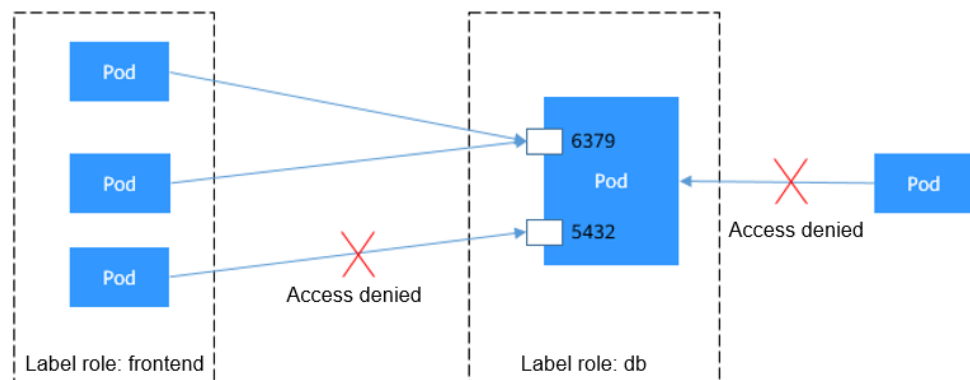 Pod
6379
Pod
Pod
Pod
5432
Access denied
Pod
Access denied
Label role: frontend
Label role: db